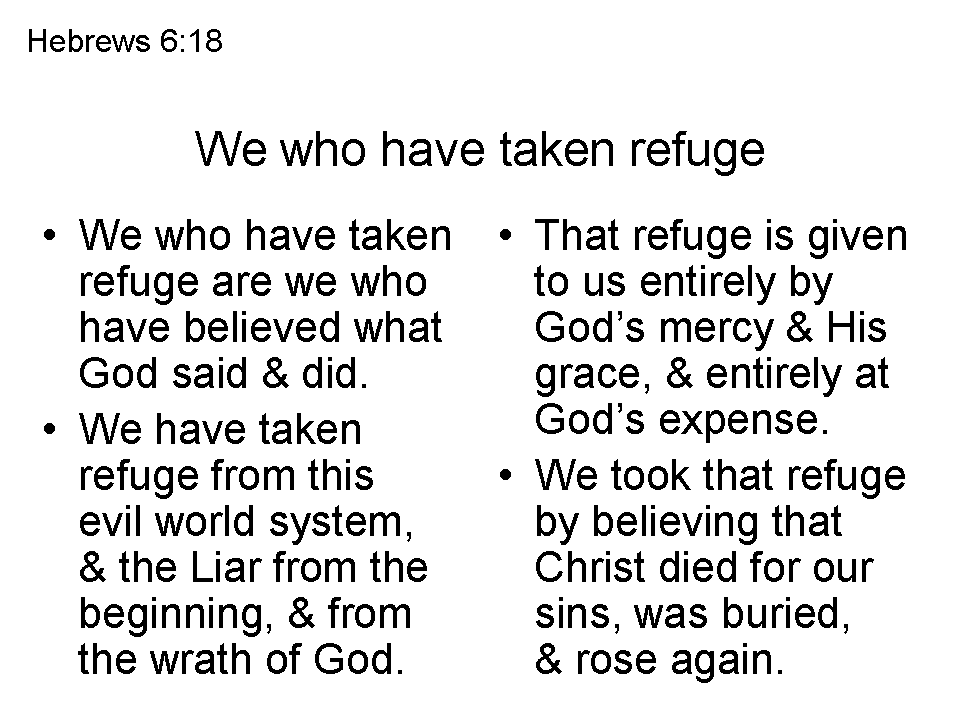 Hebrews 6:18
We who have taken refuge
• We who have taken
refuge are we who
have believed what
God said & did.
• We have taken
refuge from this
evil world system,
& the Liar from the
beginning, & from
the wrath of God.
• That refuge is given
to us entirely by
God’s mercy & His
grace, & entirely at
God’s expense.
• We took that refuge
by believing that
Christ died for our
sins, was buried,
& rose again.